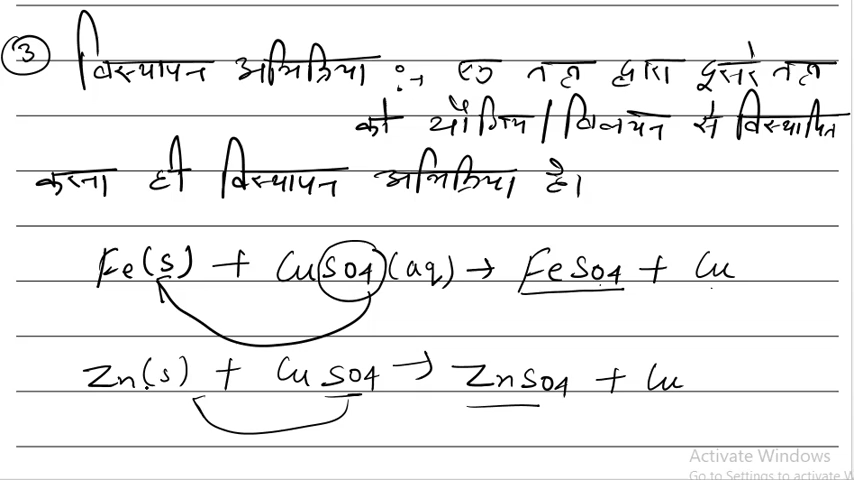 ③ विस्थापन अभिक्रिया :→ एक तत्व द्वारा दूसरे तत्व
को यौगिक / विलयन से विस्थापित
करना ही विस्थापन अभिक्रिया है।
Fe(s) + CuSO4(aq) → FeSO4 + Cu
Zn(s) + CuSO4 → ZnSO4 + Cu
Activate Windows
Go to Settings to activate W